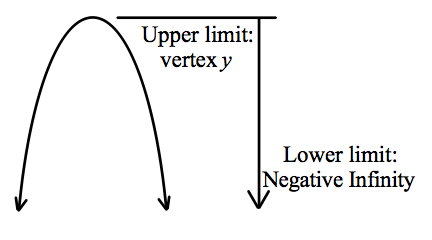 Upper limit:
vertex y
Lower limit:
Negative Infinity